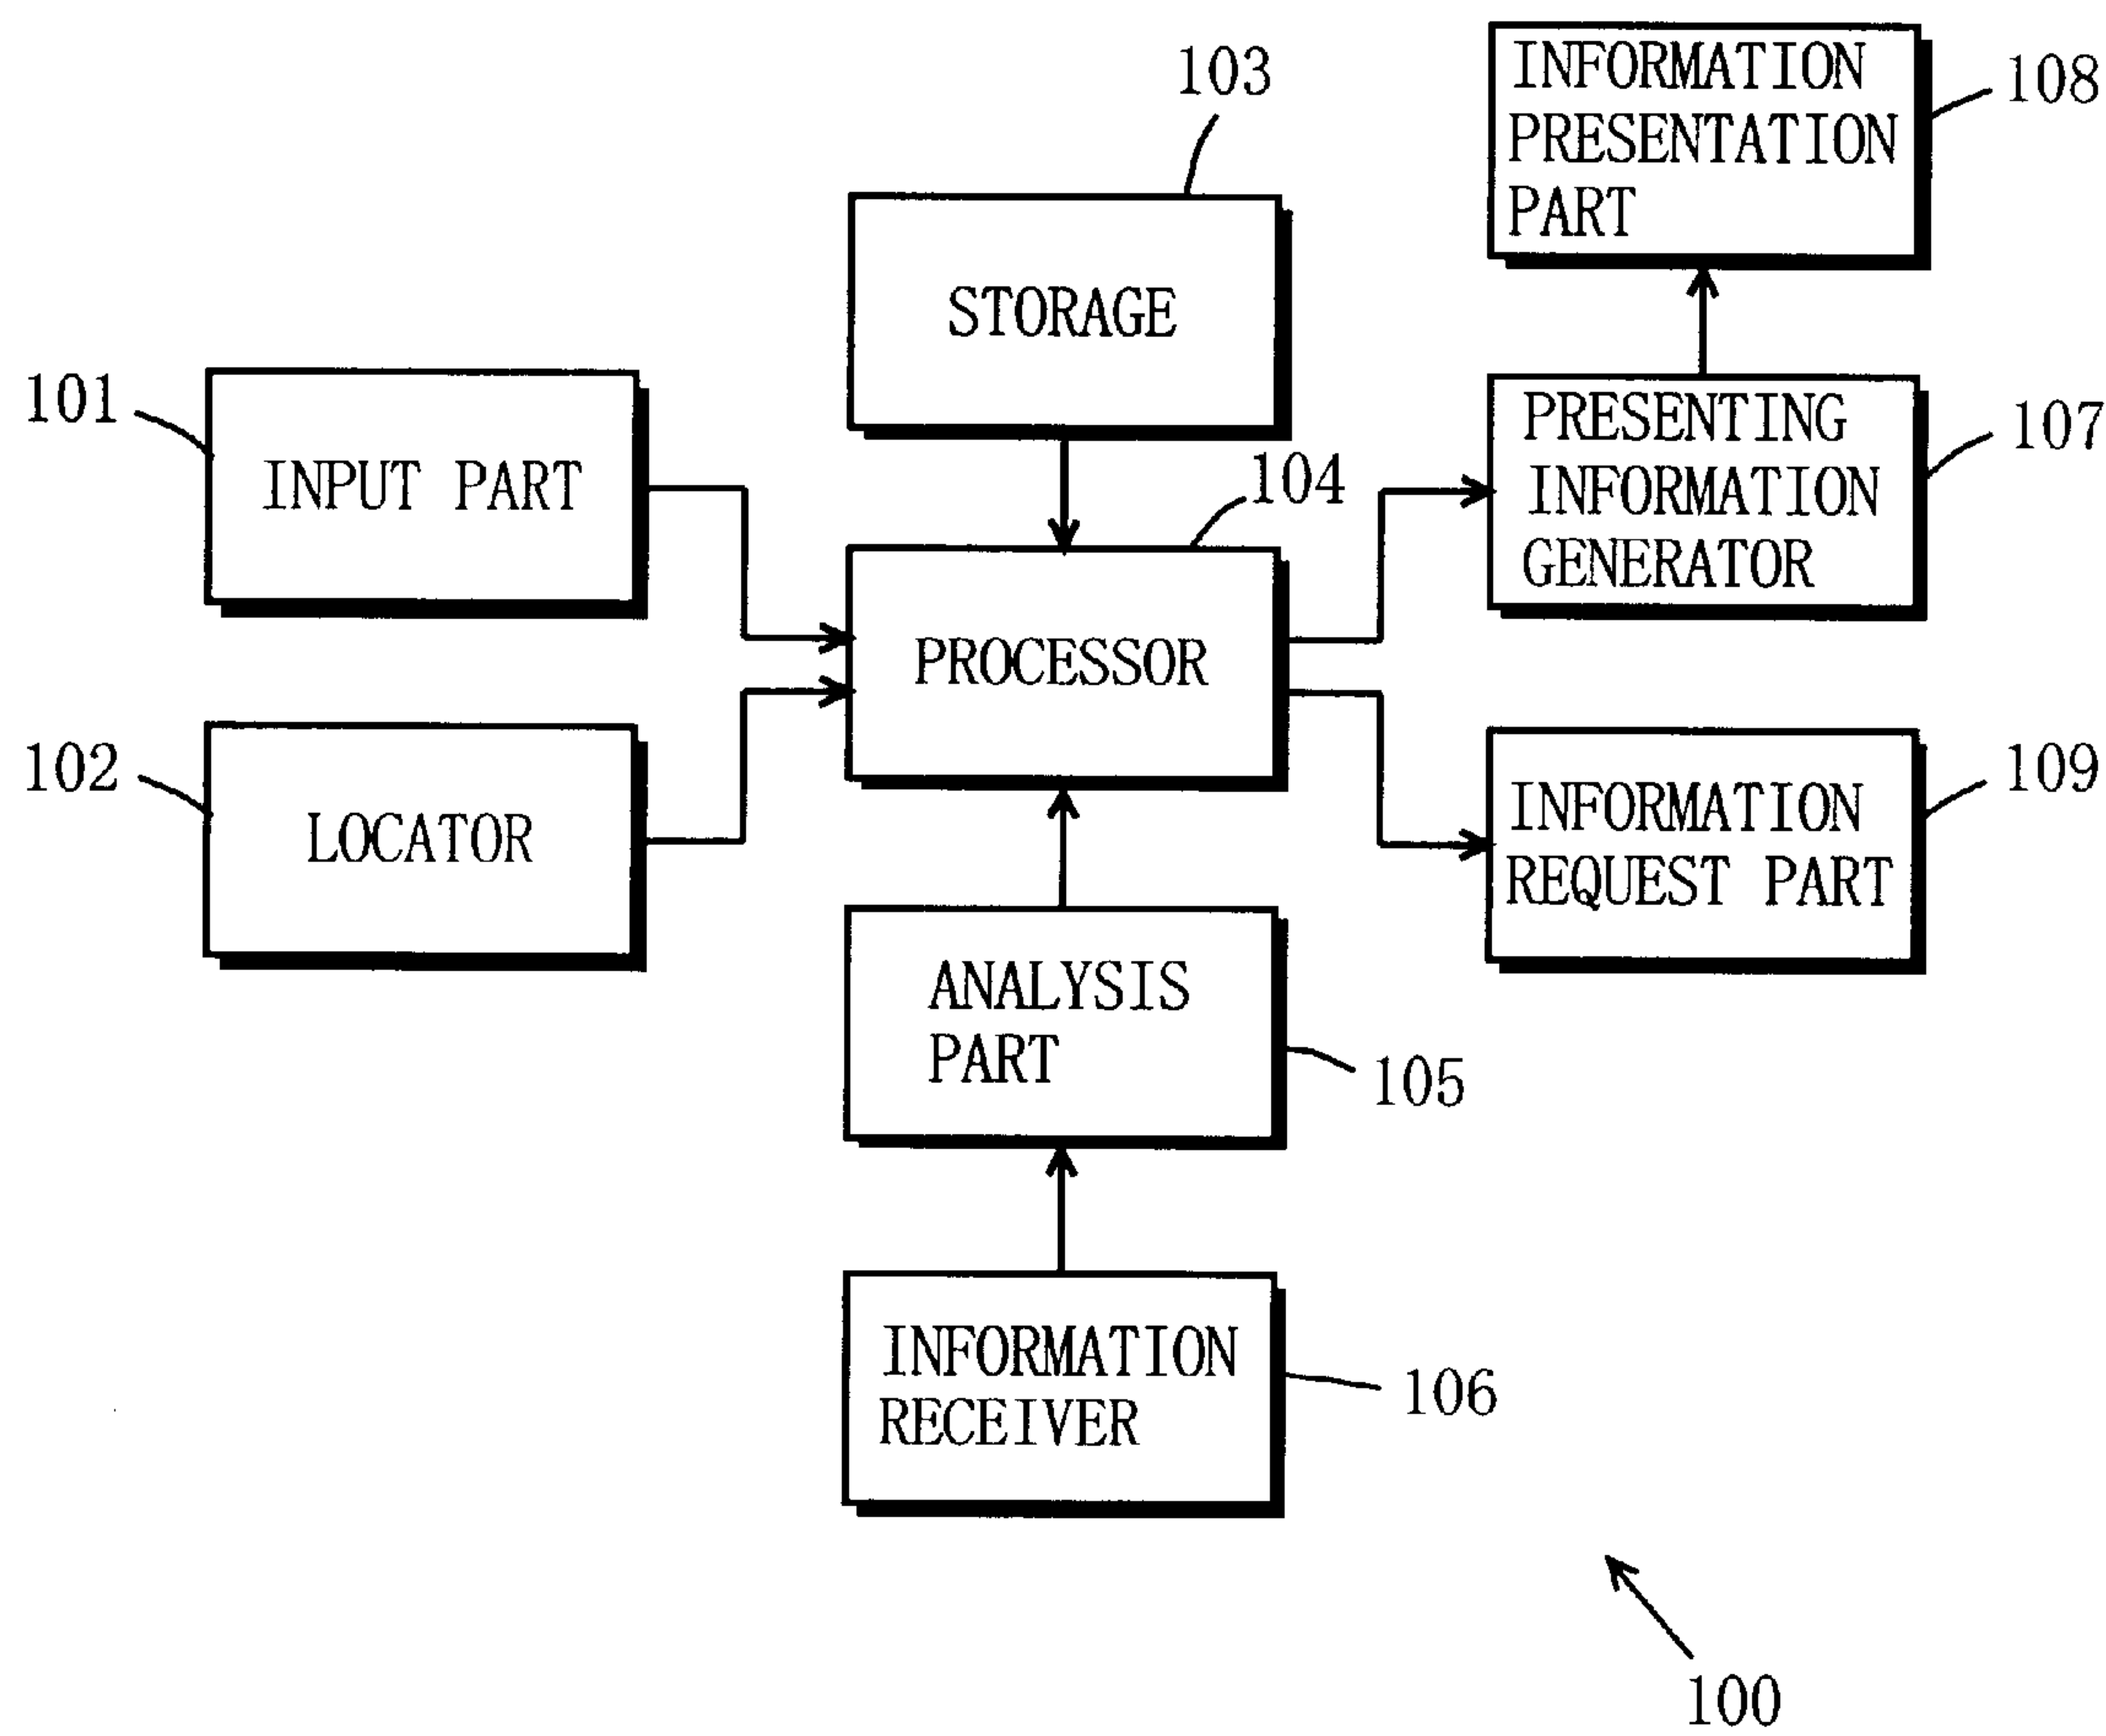 103
INFORMATION
PRESENTATION
PART
108
STORAGE
101
INPUT PART
104
PRESENTING
INFORMATION
GENERATOR
107
PROCESSOR
102
LOCATOR
INFORMATION
REQUEST PART
109
ANALYSIS
PART
105
INFORMATION
RECEIVER
106
100